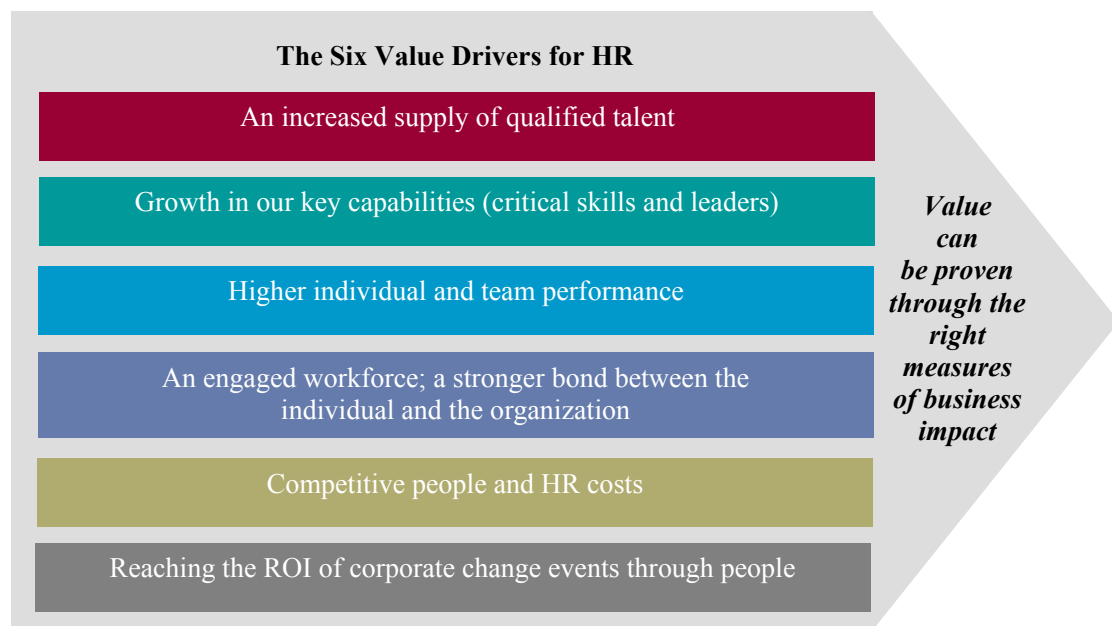 The Six Value Drivers for HR
An increased supply of qualified talent
Growth in our key capabilities (critical skills and leaders)
Higher individual and team performance
An engaged workforce; a stronger bond between the
individual and the organization
Competitive people and HR costs
Reaching the ROI of corporate change events through people
Value
can
be proven
through the
right
measures
of business
impact